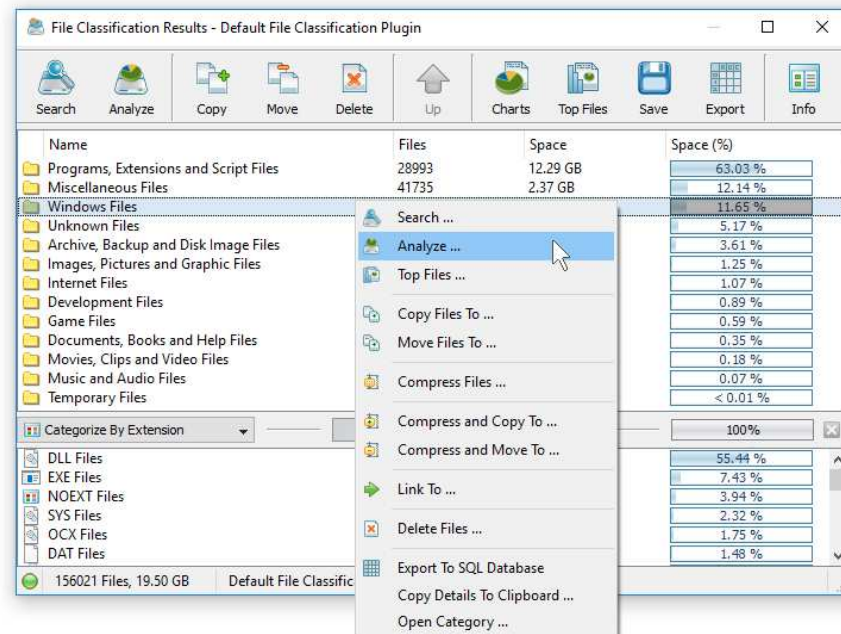 File Classification Results - Default File Classification Plugin
Search Analyze Copy Move Delete Up Charts Top Files Save Export Info
Name Files Space Space (%)
Programs, Extensions and Script Files 28993 12.29 GB 63.03 %
Miscellaneous Files 41735 2.37 GB 12.14 %
Windows Files 11.65 %
Unknown Files 5.17 %
Archive, Backup and Disk Image Files 3.61 %
Images, Pictures and Graphic Files 1.25 %
Internet Files 1.07 %
Development Files 0.89 %
Game Files 0.59 %
Documents, Books and Help Files 0.35 %
Movies, Clips and Video Files 0.18 %
Music and Audio Files 0.07 %
Temporary Files < 0.01 %
Search ...
Analyze ...
Top Files ...
Copy Files To ...
Move Files To ...
Compress Files ...
Compress and Copy To ...
Compress and Move To ...
Link To ...
Delete Files ...
Export To SQL Database
Copy Details To Clipboard ...
Open Category ...
Categorize By Extension 100%
DLL Files 55.44 %
EXE Files 7.43 %
NOEXT Files 3.94 %
SYS Files 2.32 %
OCX Files 1.75 %
DAT Files 1.48 %
156021 Files, 19.50 GB Default File Classific